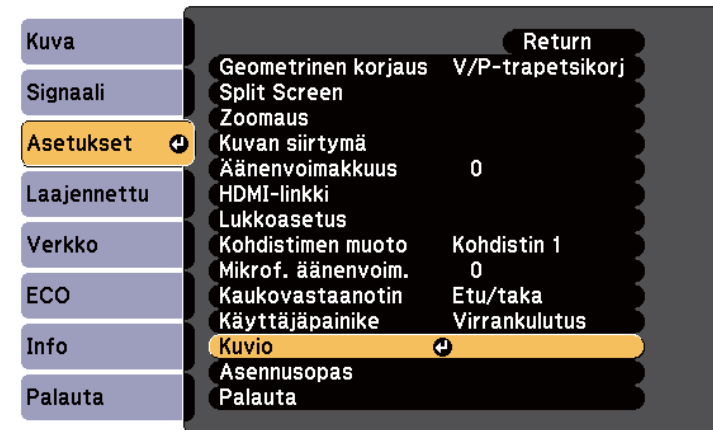 Kuva
Signaali
Asetukset
Laajennettu
Verkko
ECO
Info
Palauta
Return
Geometrinen korjaus V/P-trapetsikorj
Split Screen
Zoomaus
Kuvan siirtymä
Äänenvoimakkuus 0
HDMI-linkki
Lukkoasetus
Kohdistimen muoto Kohdistin 1
Mikrof. äänenvoim. 0
Kaukovastaanotin Etu/taka
Käyttäjäpainike Virrankulutus
Kuvio
Asennusopas
Palauta